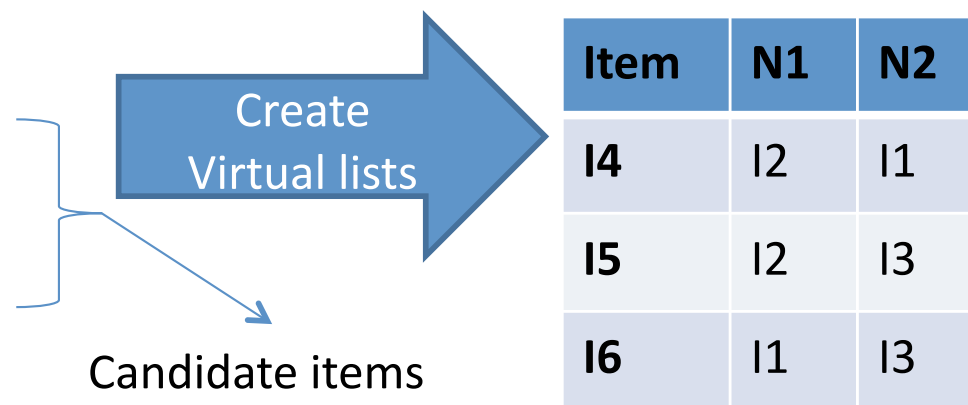 Create
Virtual lists
Candidate items
Item N1 N2
I4 I2 I1
I5 I2 I3
I6 I1 I3